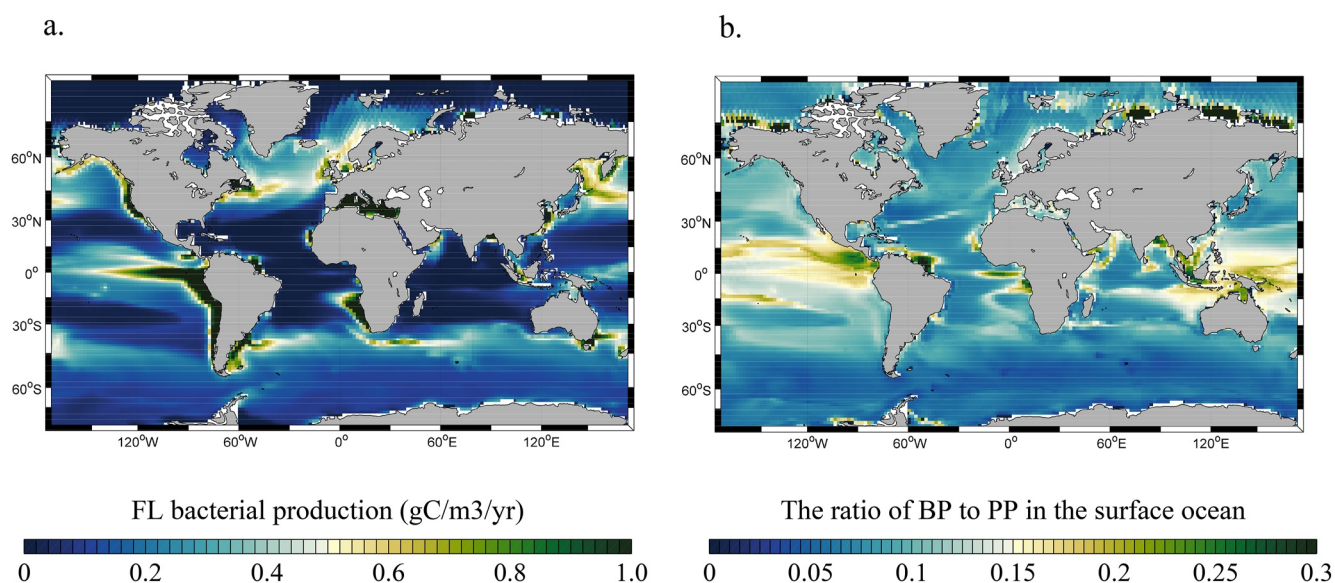 a.
b.
60°N
30°N
0°
30°S
60°S
120°W
60°W
0°
60°E
120°E
60°N
30°N
0°
30°S
60°S
120°W
60°W
0°
60°E
120°E
FL bacterial production (gC/m3/yr)
0
0.2
0.4
0.6
0.8
1.0
The ratio of BP to PP in the surface ocean
0
0.05
0.1
0.15
0.2
0.25
0.3